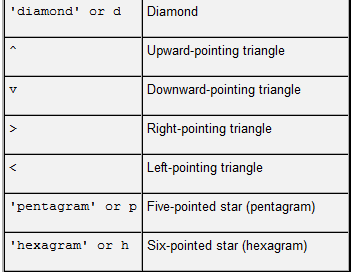 'diamond' or d Diamond
^ Upward-pointing triangle
v Downward-pointing triangle
> Right-pointing triangle
< Left-pointing triangle
'pentagram' or p Five-pointed star (pentagram)
'hexagram' or h Six-pointed star (hexagram)